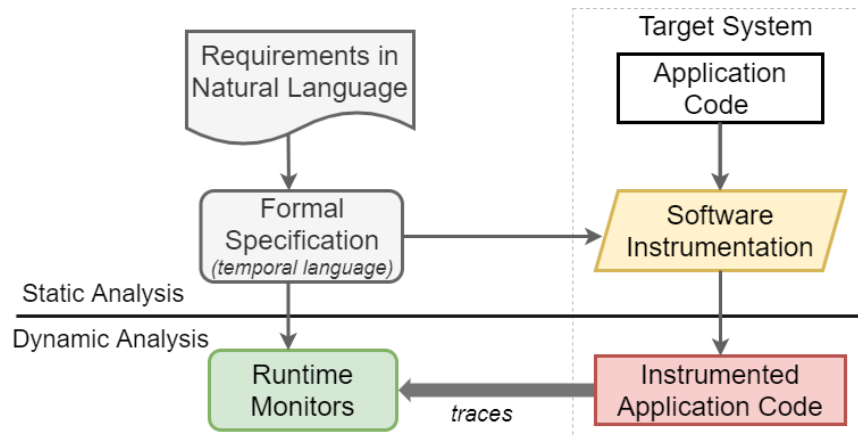 Target System
Requirements in
Natural Language
Application
Code
Formal
Specification
(temporal language)
Software
Instrumentation
Static Analysis
Dynamic Analysis
Runtime
Monitors
traces
Instrumented
Application Code